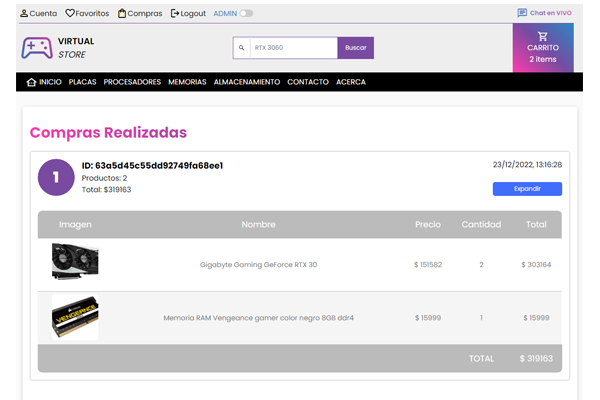 Cuenta Favoritos Compras Logout ADMIN Chat en VIVO
VIRTUAL
STORE
RTX 3060 Buscar
CARRITO
2 items
INICIO PLACAS PROCESADORES MEMORIAS ALMACENAMIENTO CONTACTO ACERCA
Compras Realizadas
1
ID: 63a5d45c55dd92749fa68ee1
Productos: 2
Total: $319163
23/12/2022, 13:16:28
Expandir
Imagen Nombre Precio Cantidad Total
Gigabyte Gaming GeForce RTX 30 $ 151582 2 $ 303164
VENGEANCE
Memoria RAM Vengeance gamer color negro 8GB ddr4 $ 15999 1 $ 15999
TOTAL $ 319163